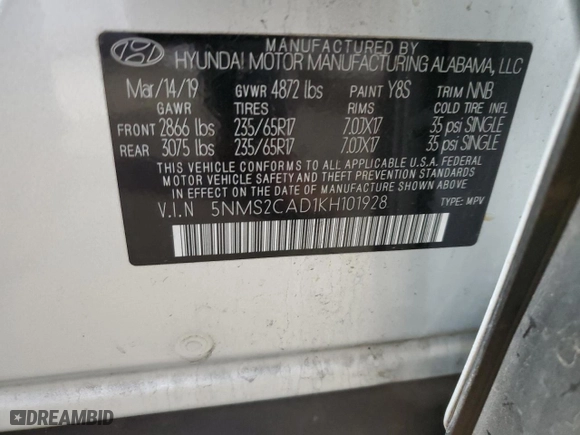 MANUFACTURED BY
HYUNDAI MOTOR MANUFACTURING ALABAMA, LLC
Mar/14/19 GVWR 4872 lbs PAINT Y8S TRIM NNB
GAWR TIRES RIMS COLD TIRE INFL
FRONT 2866 lbs 235/65R17 7.0JX17 35 psi SINGLE
REAR 3075 lbs 235/65R17 7.0JX17 35 psi SINGLE
THIS VEHICLE CONFORMS TO ALL APPLICABLE U.S.A. FEDERAL
MOTOR VEHICLE SAFETY AND THEFT PREVENTION STANDARDS
IN EFFECT ON THE DATE OF MANUFACTURE SHOWN ABOVE.
V.I.N 5NMS2CAD1KH101928 TYPE: MPV
DREAMBID